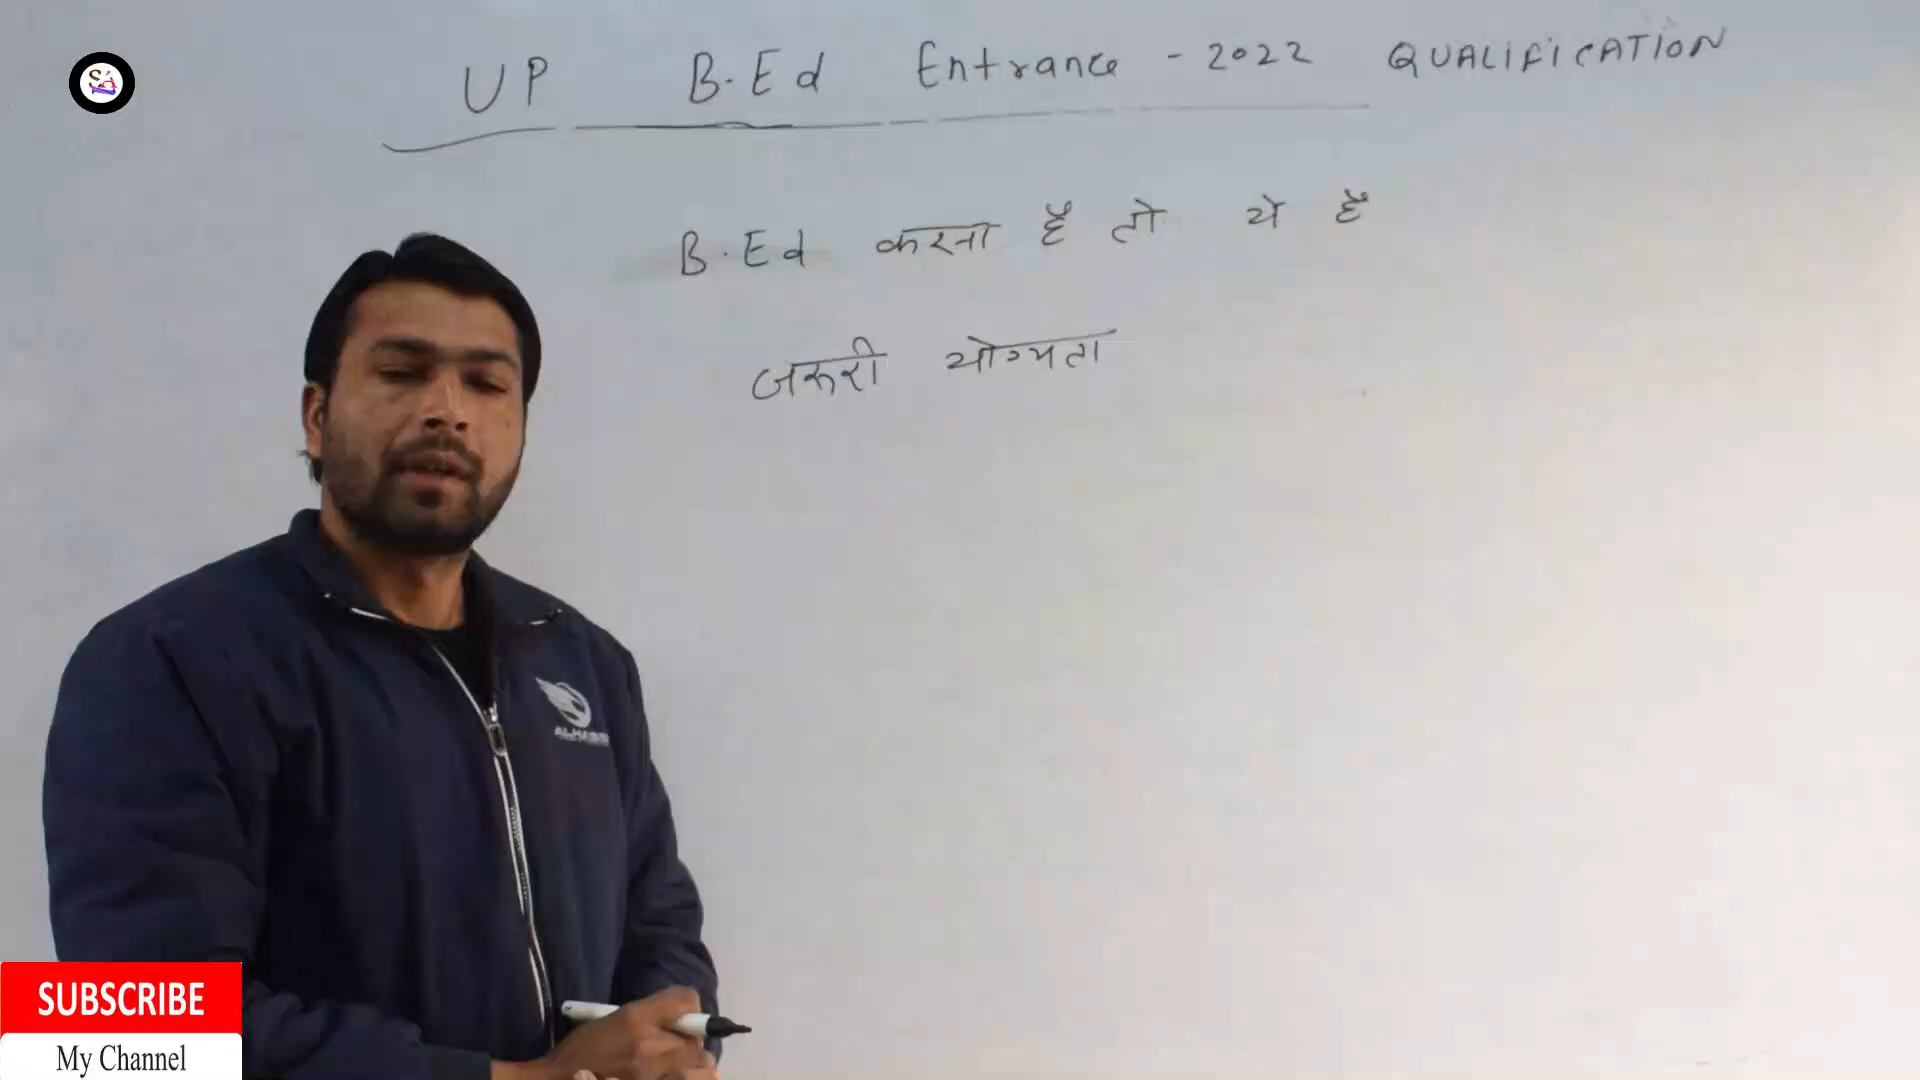 UP B.Ed Entrance - 2022 QUALIFICATION
B.Ed करना है तो ये है
जरूरी योग्यता
SUBSCRIBE
My Channel